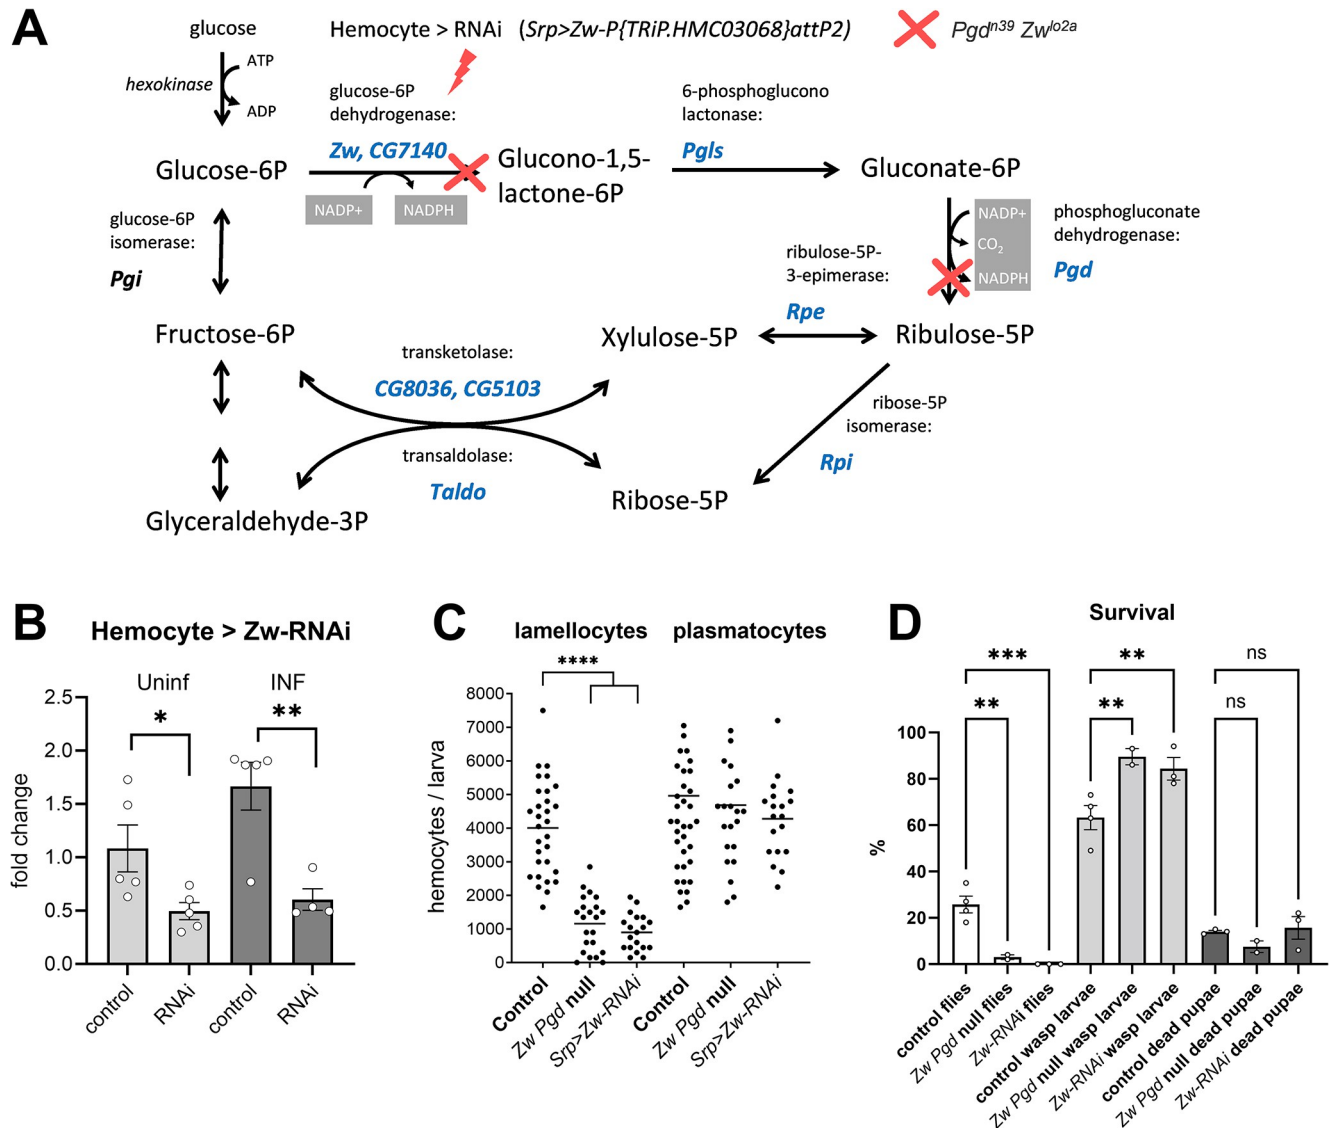 A
glucose
Hemocyte > RNAi (Srp>Zw-P{TRiP.HMC03068}attP2)
Pgdn39 Zwlo2a
hexokinase
ATP
ADP
glucose-6P
dehydrogenase:
Zw, CG7140
6-phosphoglucono
lactonase:
Pgls
Glucose-6P
Glucono-1,5-
lactone-6P
Gluconate-6P
NADP+
NADPH
glucose-6P
isomerase:
Pgi
NADP+
CO2
NADPH
phosphogluconate
dehydrogenase:
Pgd
ribulose-5P-
3-epimerase:
Rpe
Fructose-6P
Xylulose-5P
Ribulose-5P
transketolase:
CG8036, CG5103
ribose-5P
isomerase:
Rpi
transaldolase:
Taldo
Ribose-5P
Glyceraldehyde-3P
B
Hemocyte > Zw-RNAi
Uninf
INF
*
**
fold change
2.5
2.0
1.5
1.0
0.5
0.0
control
RNAi
control
RNAi
C
lamellocytes
plasmatocytes
****
hemocytes / larva
8000
7000
6000
5000
4000
3000
2000
1000
0
Control
Zw Pgd null
Srp>Zw-RNAi
Control
Zw Pgd null
Srp>Zw-RNAi
D
Survival
***
**
**
**
ns
ns
%
100
80
60
40
20
0
control flies
Zw Pgd null flies
Zw-RNAi flies
control wasp larvae
Zw Pgd null wasp larvae
Zw-RNAi wasp larvae
control dead pupae
Zw Pgd null dead pupae
Zw-RNAi dead pupae